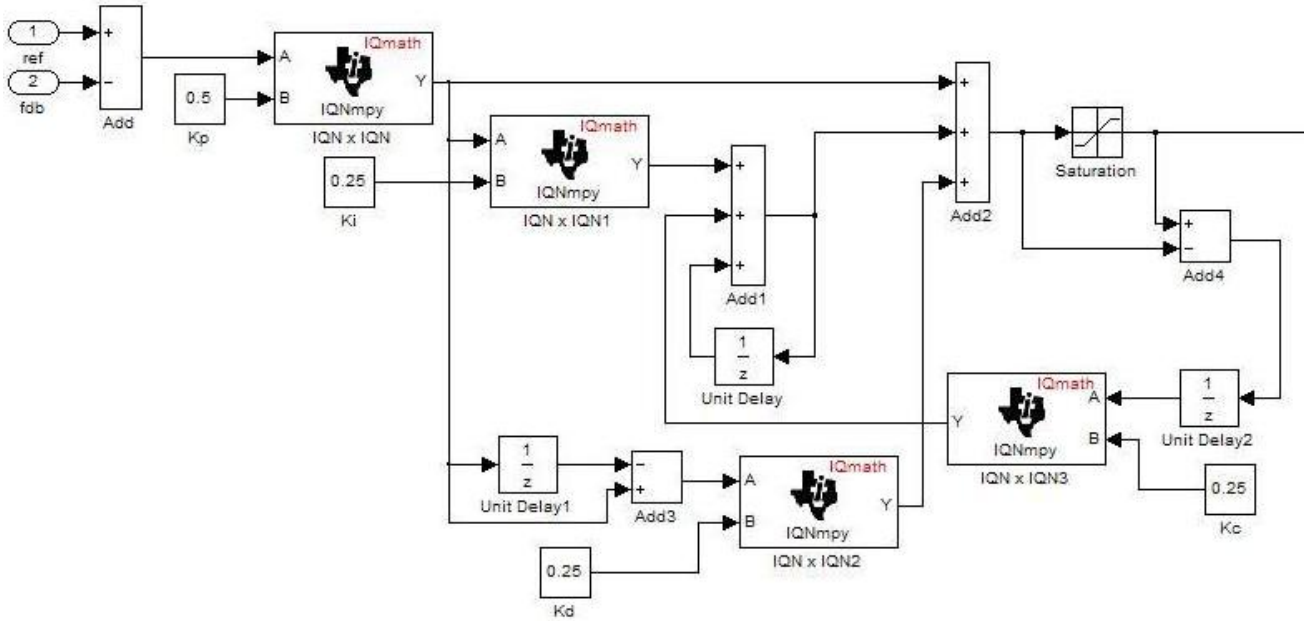 1
ref
2
fdb
+
−
Add
0.5
Kp
IQmath
A
B
Y
IQNmpy
IQN x IQN
0.25
Ki
IQmath
A
B
Y
IQNmpy
IQN x IQN1
+
+
+
Add1
1
z
Unit Delay
+
+
+
Add2
Saturation
+
−
Add4
1
z
Unit Delay2
IQmath
A
B
Y
IQNmpy
IQN x IQN3
0.25
Kc
1
z
Unit Delay1
−
+
Add3
IQmath
A
B
Y
IQNmpy
IQN x IQN2
0.25
Kd